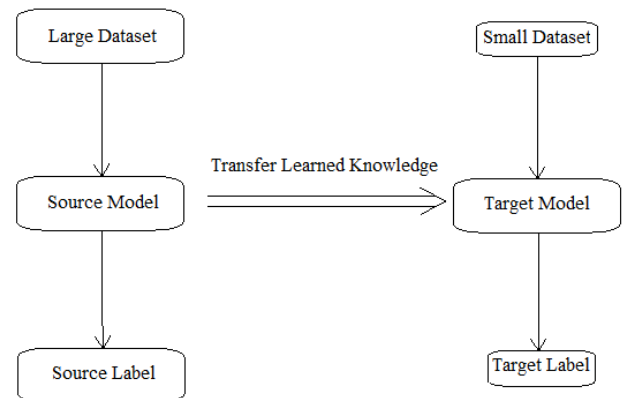 Large Dataset
Small Dataset
Transfer Learned Knowledge
Source Model
Target Model
Source Label
Target Label